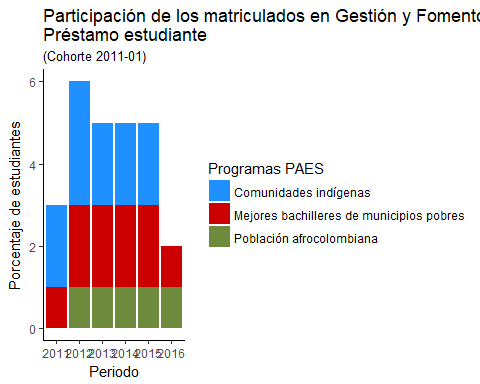 Participación de los matriculados en Gestión y Fomento
Préstamo estudiante
(Cohorte 2011-01)
Porcentaje de estudiantes
6
4
2
0
2011 2012 2013 2014 2015 2016
Periodo
Programas PAES
Comunidades indígenas
Mejores bachilleres de municipios pobres
Población afrocolombiana